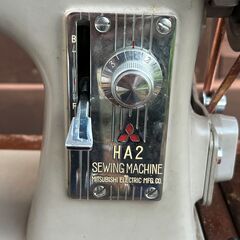 B
F
HA2
SEWING MACHINE
MITSUBISHI ELECTRIC MFG. CO.